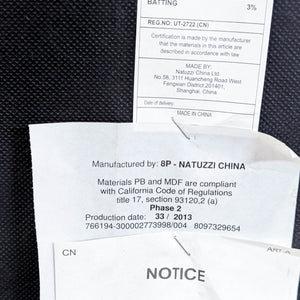 BATTING 3%
REG.NO: UT-2722 (CN)
Certification is made by the manufacturer
that the materials in this article are
described in accordance with law
MADE BY:
Natuzzi China Ltd.
No.58, 3111 Huancheng Road West
Fengxian District 201401,
Shanghai, China
Date of delivery
MADE IN CHINA
Manufactured by: 8P - NATUZZI CHINA
Materials PB and MDF are compliant
with California Code of Regulations
title 17, section 93120,2 (a)
Phase 2
Production date: 33 / 2013
766194-300002773998/004 8097329654
CN
NOTICE